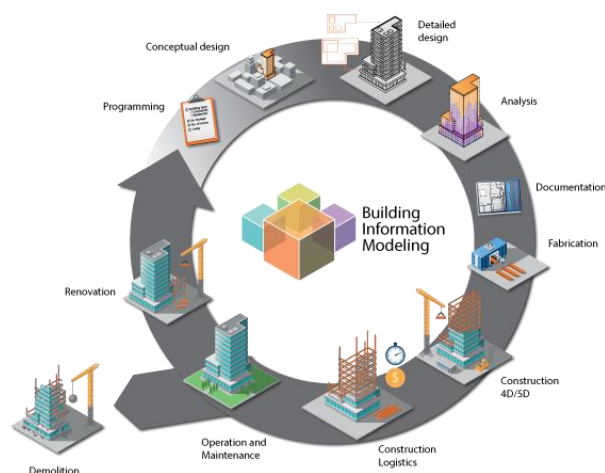 Conceptual design
Detailed
design
Programming
Analysis
Building
Information
Modeling
Documentation
Fabrication
Renovation
Construction
4D/5D
Operation and
Maintenance
Construction
Logistics
$
Demolition